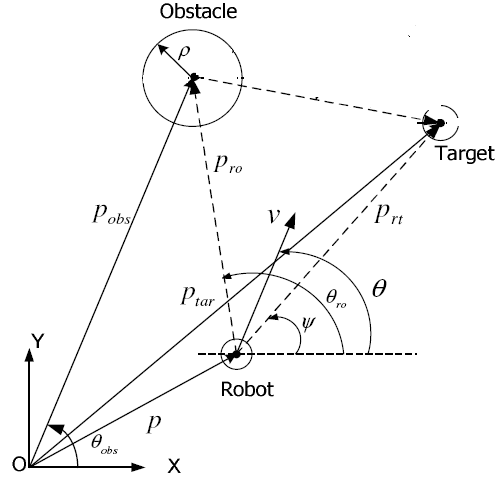 Obstacle
ρ
Target
p_ro
p_obs
v
p_rt
p_tar
θ_ro
θ
ψ
Y
Robot
p
θ_obs
O
X